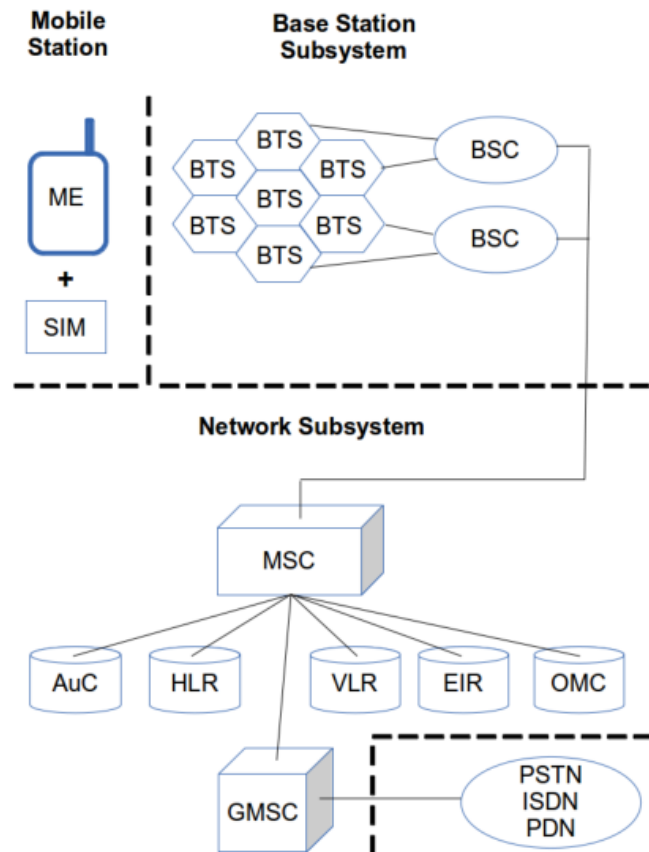 Mobile
Station
Base Station
Subsystem
ME
+
SIM
BTS
BTS
BTS
BTS
BTS
BTS
BTS
BSC
BSC
Network Subsystem
MSC
AuC
HLR
VLR
EIR
OMC
GMSC
PSTN
ISDN
PDN